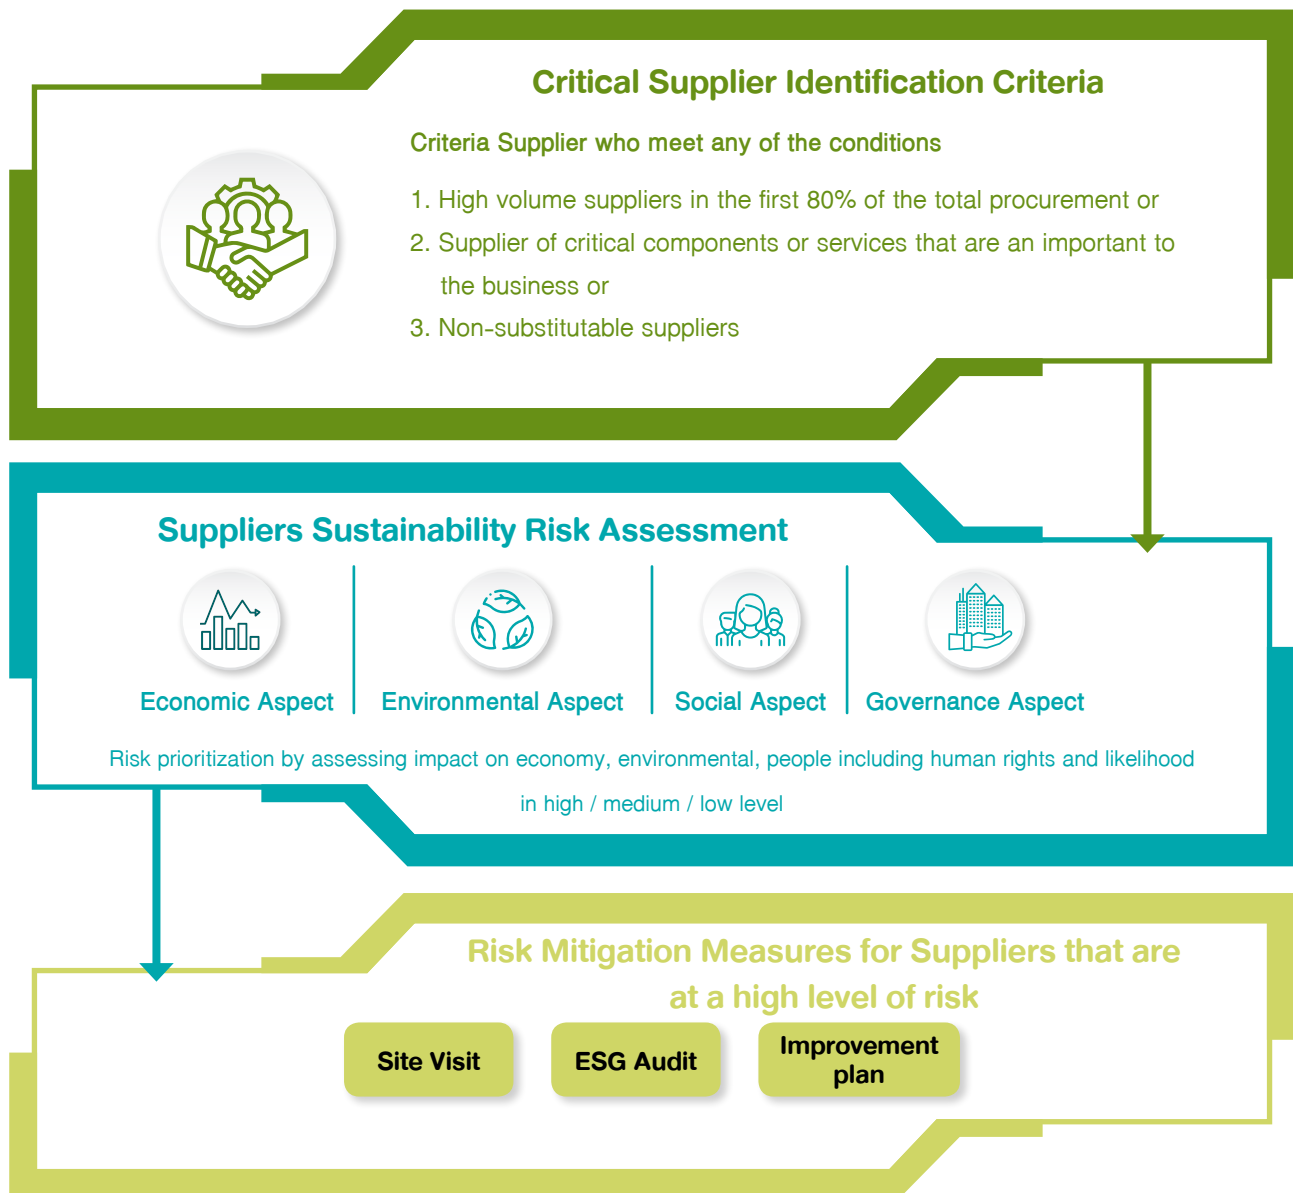 Critical Supplier Identification Criteria
Criteria Supplier who meet any of the conditions
1. High volume suppliers in the first 80% of the total procurement or
2. Supplier of critical components or services that are an important to
the business or
3. Non-substitutable suppliers
Suppliers Sustainability Risk Assessment
Economic Aspect
Environmental Aspect
Social Aspect
Governance Aspect
Risk prioritization by assessing impact on economy, environmental, people including human rights and likelihood
in high / medium / low level
Risk Mitigation Measures for Suppliers that are
at a high level of risk
Site Visit
ESG Audit
Improvement
plan